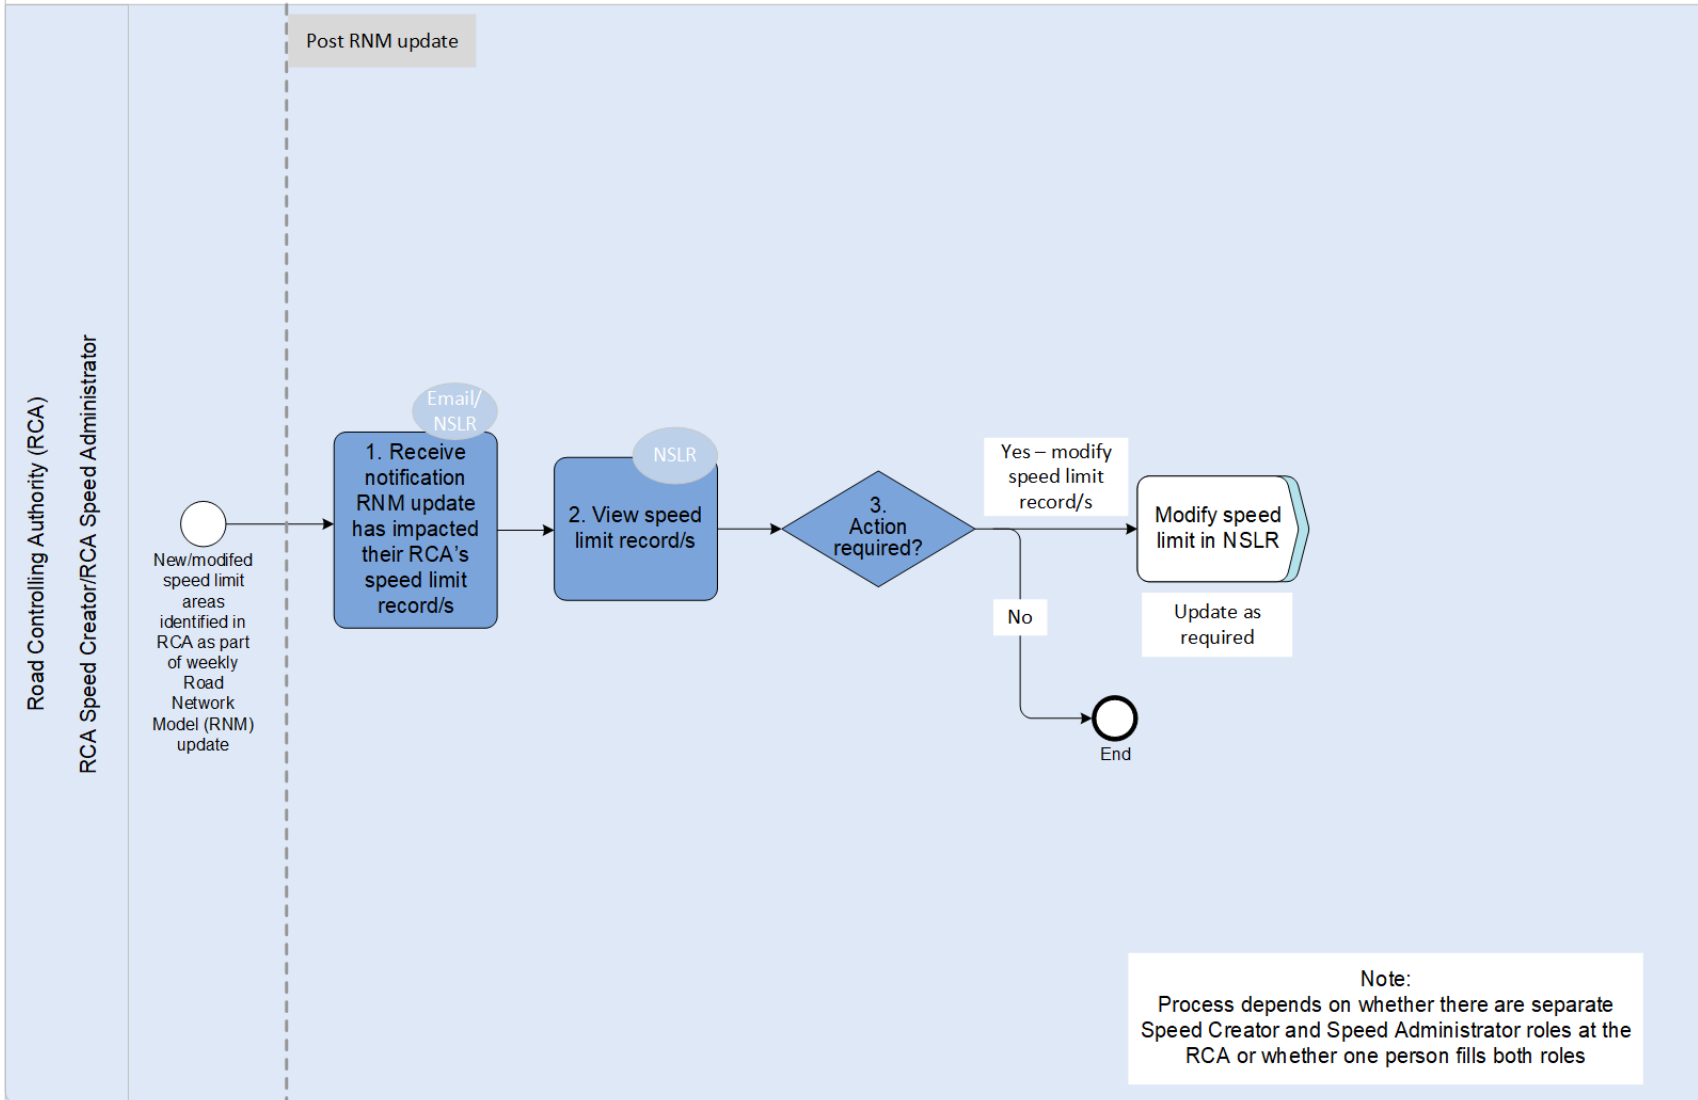 Post RNM update
Road Controlling Authority (RCA)
RCA Speed Creator/RCA Speed Administrator
New/modifed
speed limit
areas
identified in
RCA as part
of weekly
Road
Network
Model (RNM)
update
Email/
NSLR
1. Receive
notification
RNM update
has impacted
their RCA's
speed limit
record/s
NSLR
2. View speed
limit record/s
3.
Action
required?
Yes – modify
speed limit
record/s
No
Modify speed
limit in NSLR
Update as
required
End
Note:
Process depends on whether there are separate
Speed Creator and Speed Administrator roles at the
RCA or whether one person fills both roles